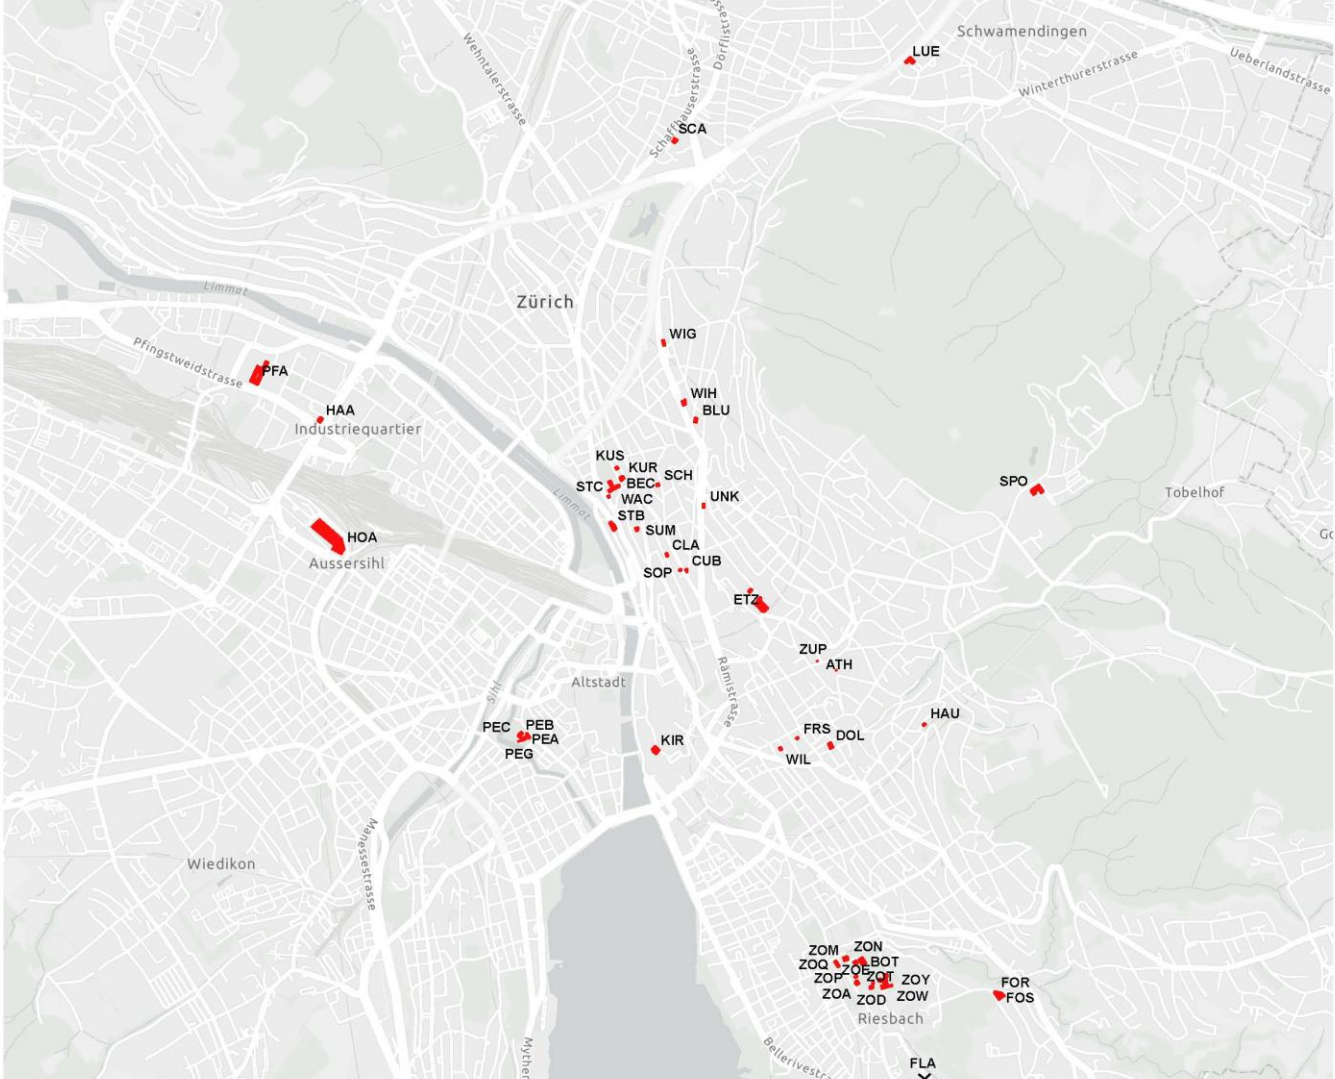 Schwamendingen
Wehntalerstrasse
Dörflistrasse
LUE
Ueberlandstrasse
Winterthurerstrasse
Schaffhauserstrasse
SCA
Limmat
Zürich
WIG
Pfingstweidstrasse
PFA
WIH
HAA
BLU
Industriequartier
KUS
KUR
SCH
STC
BEC
SPO
Tobelhof
WAC
UNK
Limmat
STB
SUM
HOA
CLA
Aussersihl
CUB
SOP
ETZ
ZUP
ATH
Rämistrasse
Altstadt
Sihl
HAU
PEC
PEB
FRS
PEA
KIR
DOL
PEG
WIL
Manessestrasse
Wiedikon
ZOM
ZON
ZOQ
BOT
ZOE
ZOP
ZOT
ZOY
FOR
ZOA
ZOD
ZOW
FOS
Riesbach
FLA